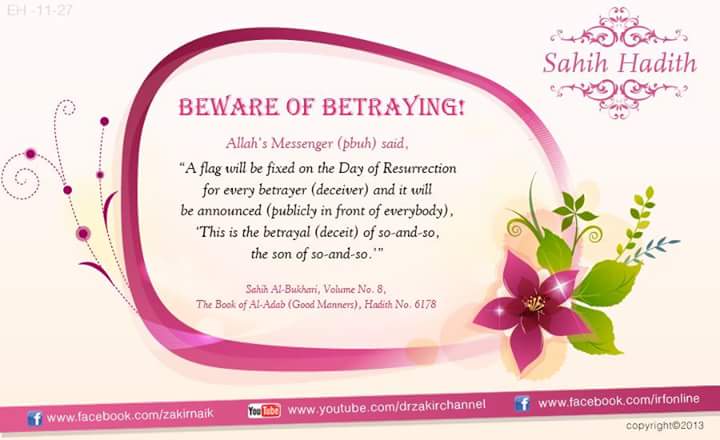 EH -11-27
Sahih Hadith
BEWARE OF BETRAYING!
Allah's Messenger (pbuh) said,
“A flag will be fixed on the Day of Resurrection
for every betrayer (deceiver) and it will
be announced (publicly in front of everybody),
‘This is the betrayal (deceit) of so-and-so,
the son of so-and-so.’”
Sahih Al-Bukhari, Volume No. 8,
The Book of Al-Adab (Good Manners), Hadith No. 6178
f www.facebook.com/zakirnaik
YouTube www.youtube.com/drzakirchannel
f www.facebook.com/irfonline
copyright©2013